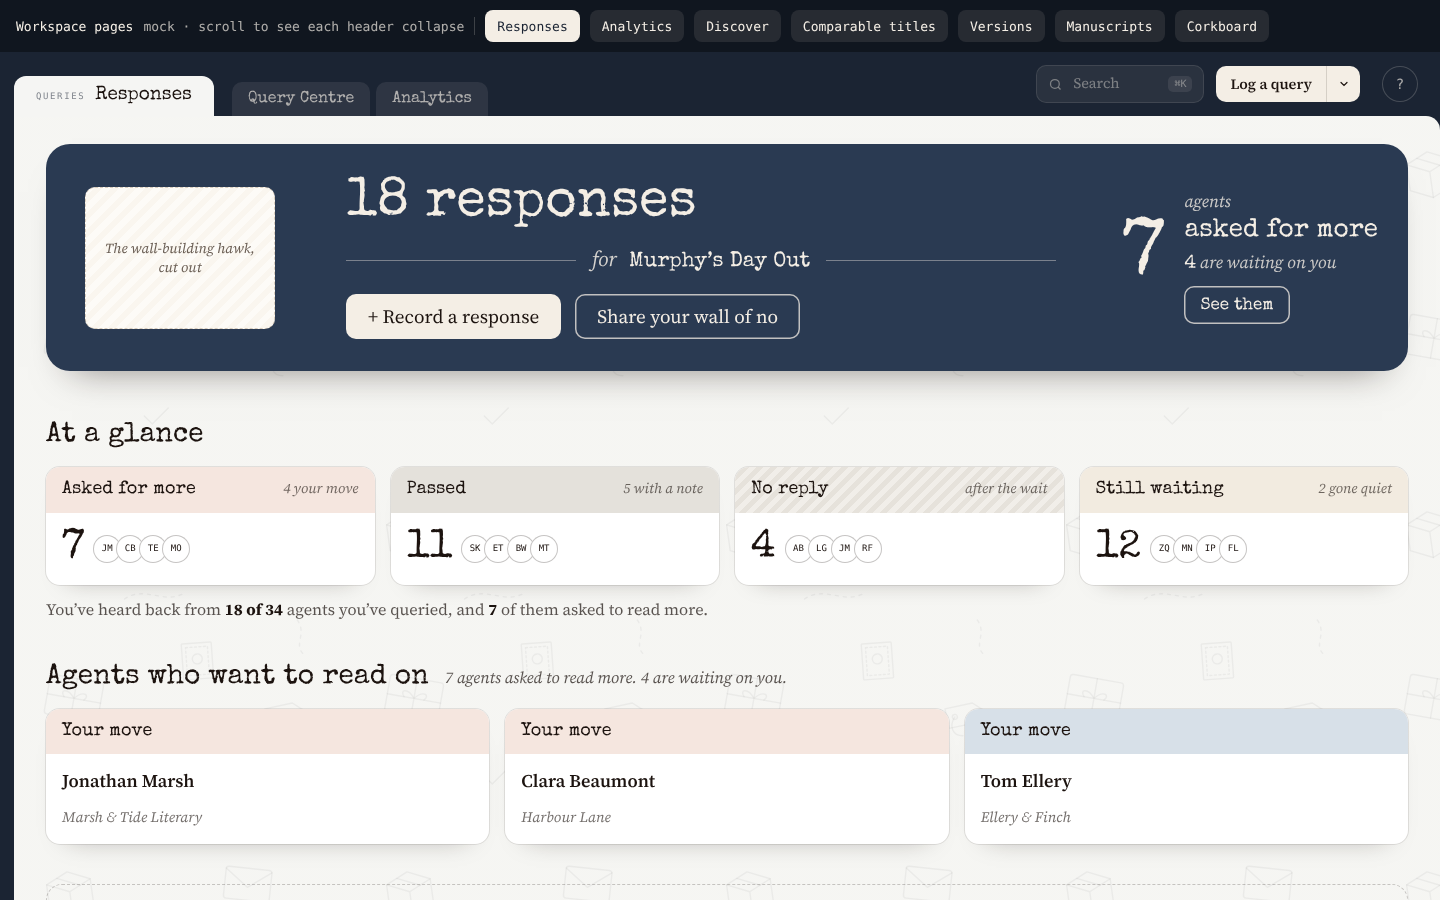 Workspace pages mock · scroll to see each header collapse Responses Analytics Discover Comparable titles Versions Manuscripts Corkboard
QUERIES Responses Query Centre Analytics Search ⌘K Log a query ?
The wall-building hawk,
cut out
18 responses
for Murphy’s Day Out
+ Record a response Share your wall of no
7 agents
asked for more
4 are waiting on you
See them
At a glance
Asked for more 4 your move
7 JM CB TE MO
Passed 5 with a note
11 SK ET BW MT
No reply after the wait
4 AB LG JM RF
Still waiting 2 gone quiet
12 ZQ MN IP FL
You’ve heard back from 18 of 34 agents you’ve queried, and 7 of them asked to read more.
Agents who want to read on 7 agents asked to read more. 4 are waiting on you.
Your move
Jonathan Marsh
Marsh & Tide Literary
Your move
Clara Beaumont
Harbour Lane
Your move
Tom Ellery
Ellery & Finch